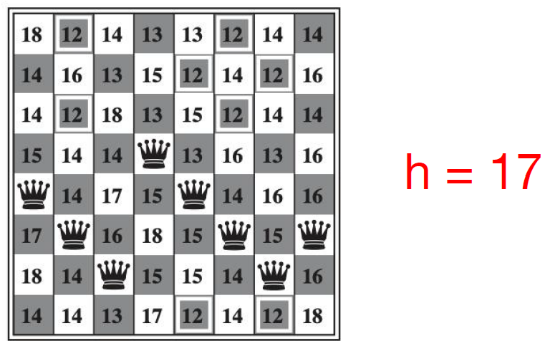 18 12 14 13 13 12 14 14
14 16 13 15 12 14 12 16
14 12 18 13 15 12 14 14
15 14 14 13 16 13 16
14 17 15 14 16 16
17 16 18 15 15
18 14 15 15 14 16
14 14 13 17 12 14 12 18
h = 17